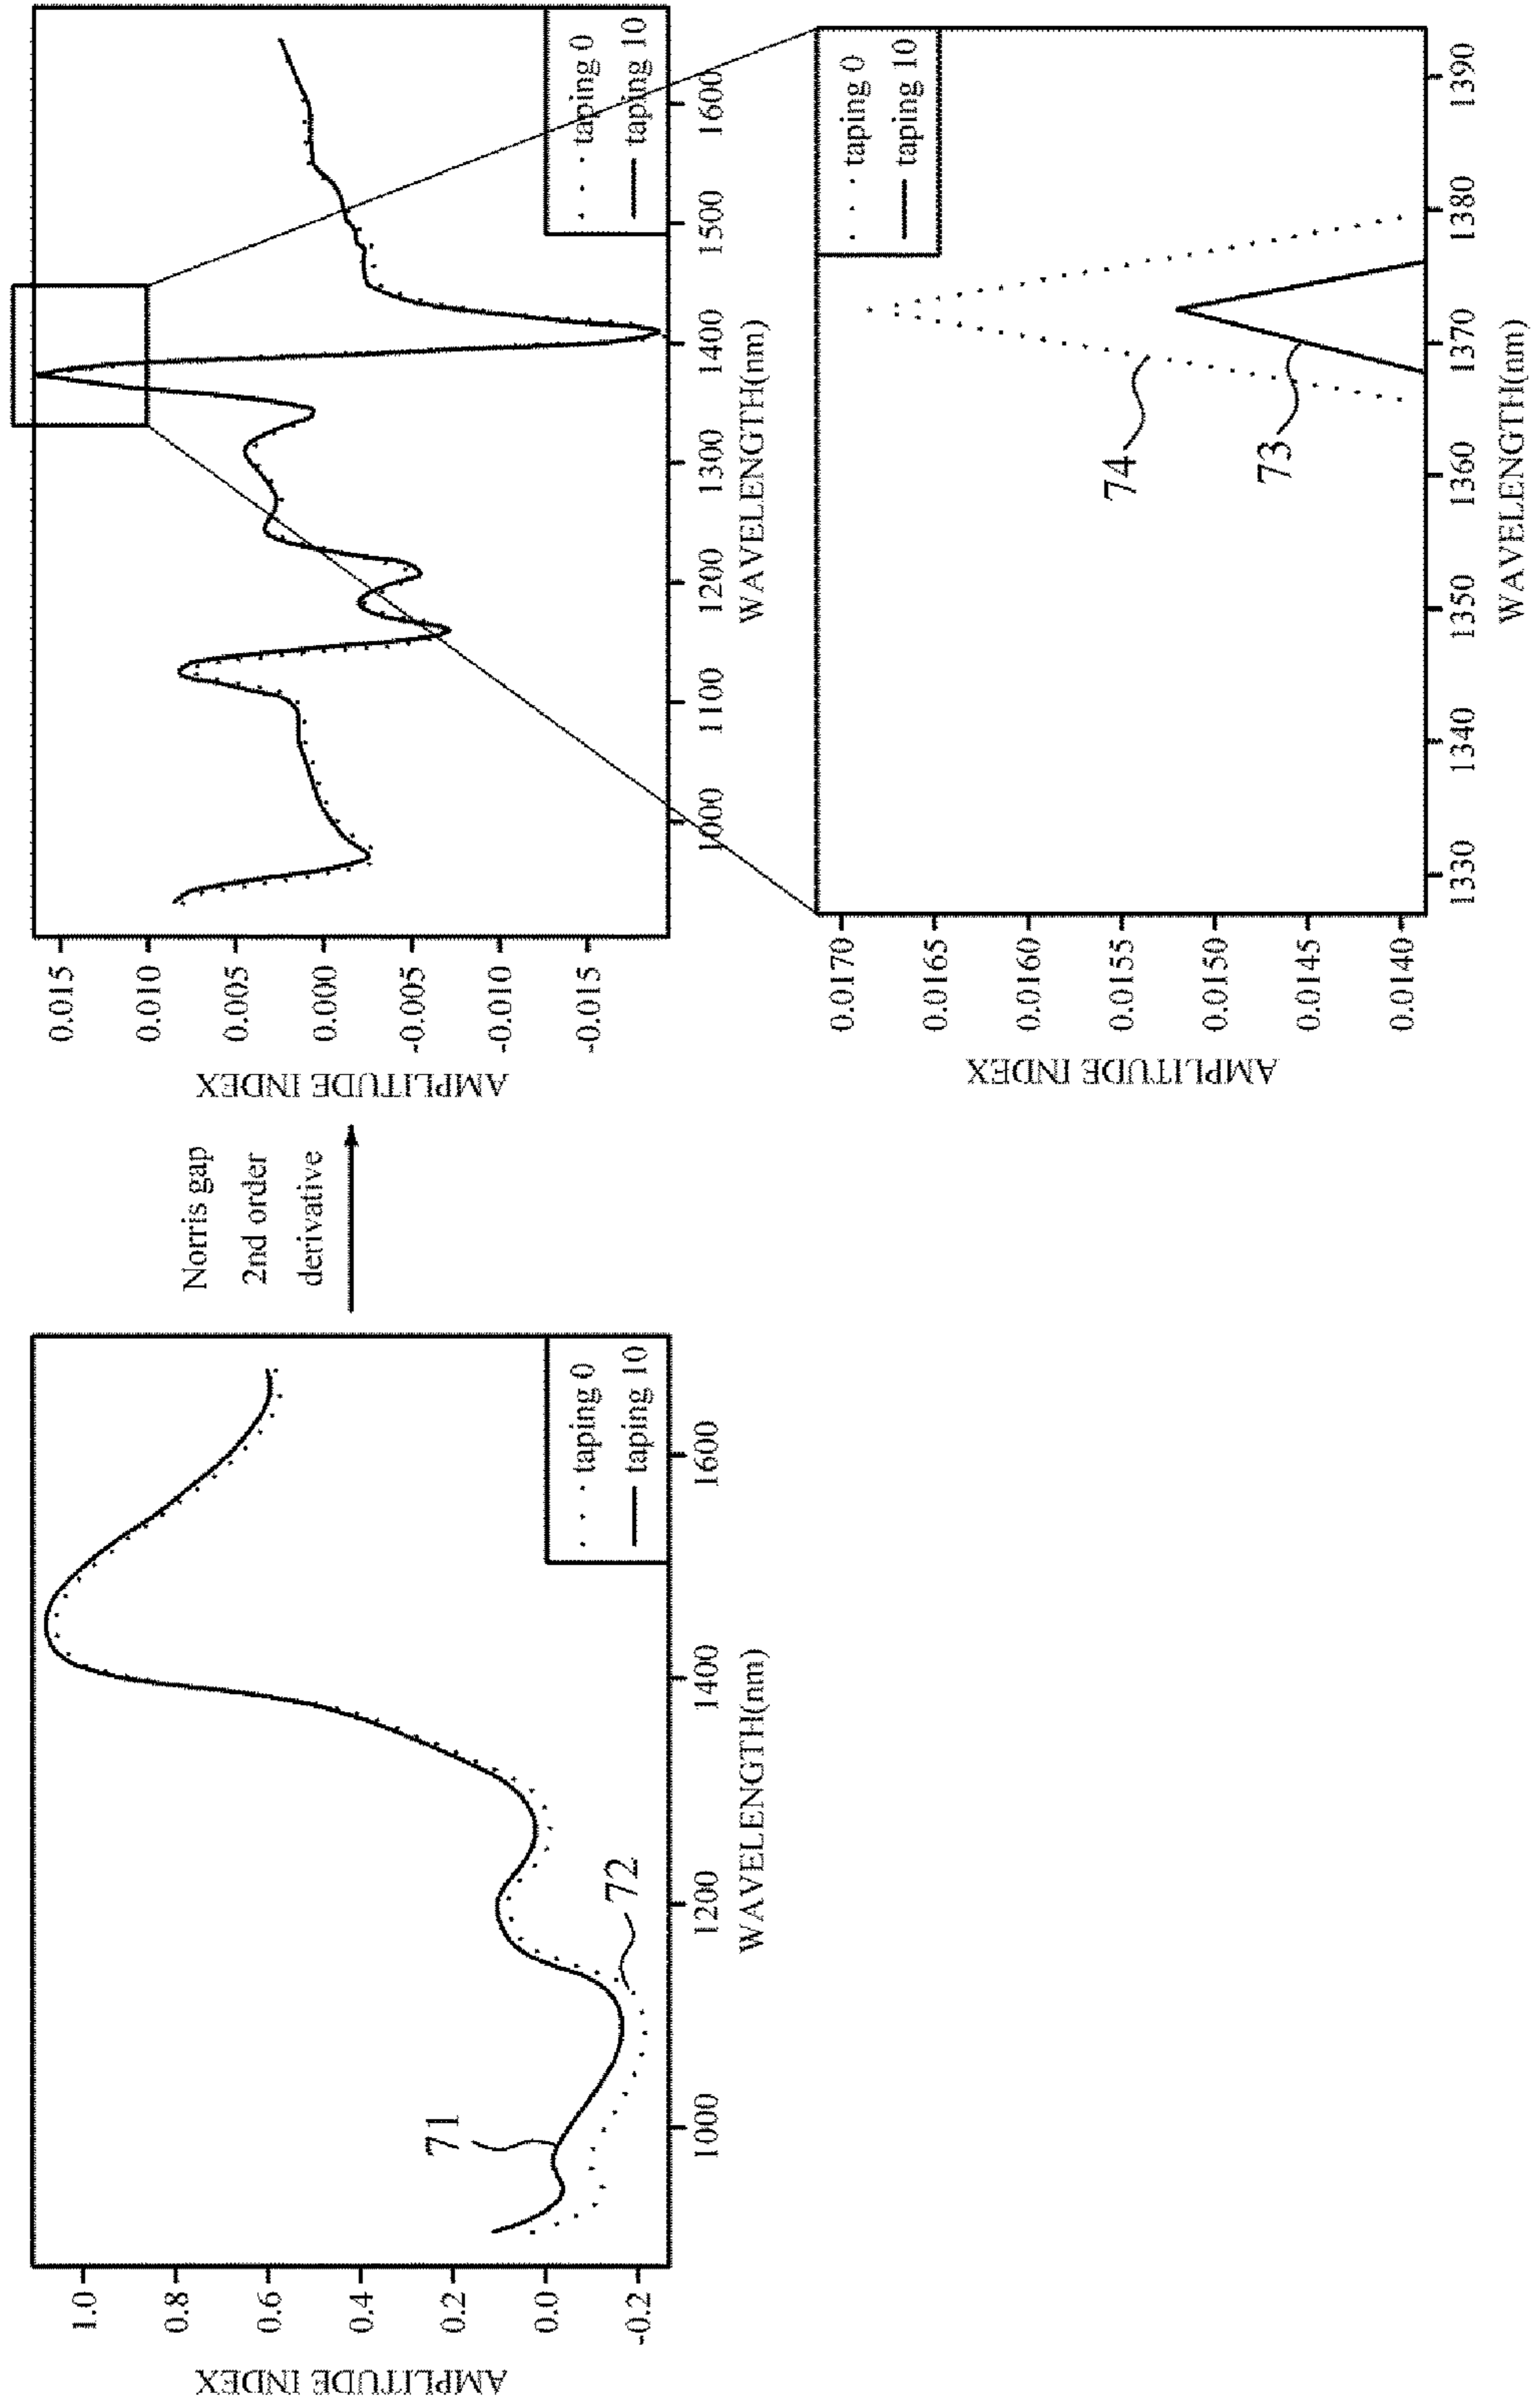 AMPLITUDE INDEX
1.0
0.8
0.6
0.4
0.2
0.0
-0.2
71
72
taping 0
taping 10
1000
1200
1400
1600
WAVELENGTH(nm)
Norris gap
2nd order
derivative
AMPLITUDE INDEX
0.015
0.010
0.005
0.000
-0.005
-0.010
-0.015
taping 0
taping 10
1000
1100
1200
1300
1400
1500
1600
WAVELENGTH(nm)
AMPLITUDE INDEX
0.0170
0.0165
0.0160
0.0155
0.0150
0.0145
0.0140
taping 0
taping 10
74
73
1330
1340
1350
1360
1370
1380
1390
WAVELENGTH(nm)